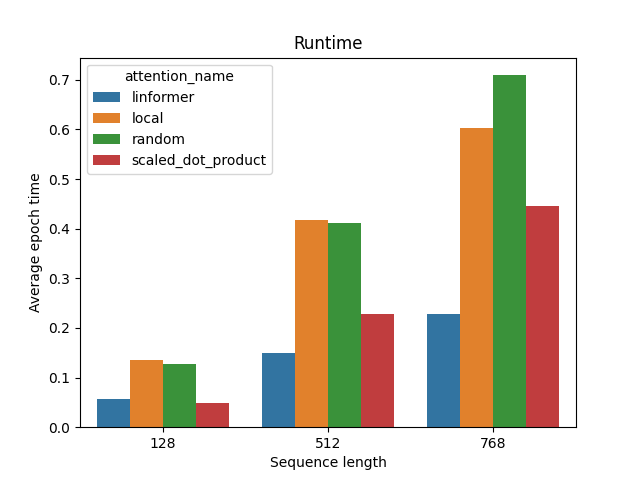 Runtime
attention_name
linformer
local
random
scaled_dot_product
Average epoch time
0.7
0.6
0.5
0.4
0.3
0.2
0.1
0.0
128
512
768
Sequence length